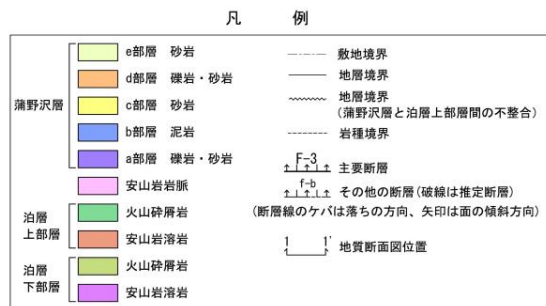 凡 例
蒲野沢層
e部層 砂岩
d部層 礫岩・砂岩
c部層 砂岩
b部層 泥岩
a部層 礫岩・砂岩
安山岩岩脈
泊層
上部層
火山砕屑岩
安山岩溶岩
泊層
下部層
火山砕屑岩
安山岩溶岩
敷地境界
地層境界
地層境界
(蒲野沢層と泊層上部層間の不整合)
岩種境界
F-3 主要断層
f-b その他の断層(破線は推定断層)
(断層線のケバは落ちの方向、矢印は面の傾斜方向)
1 1' 地質断面図位置